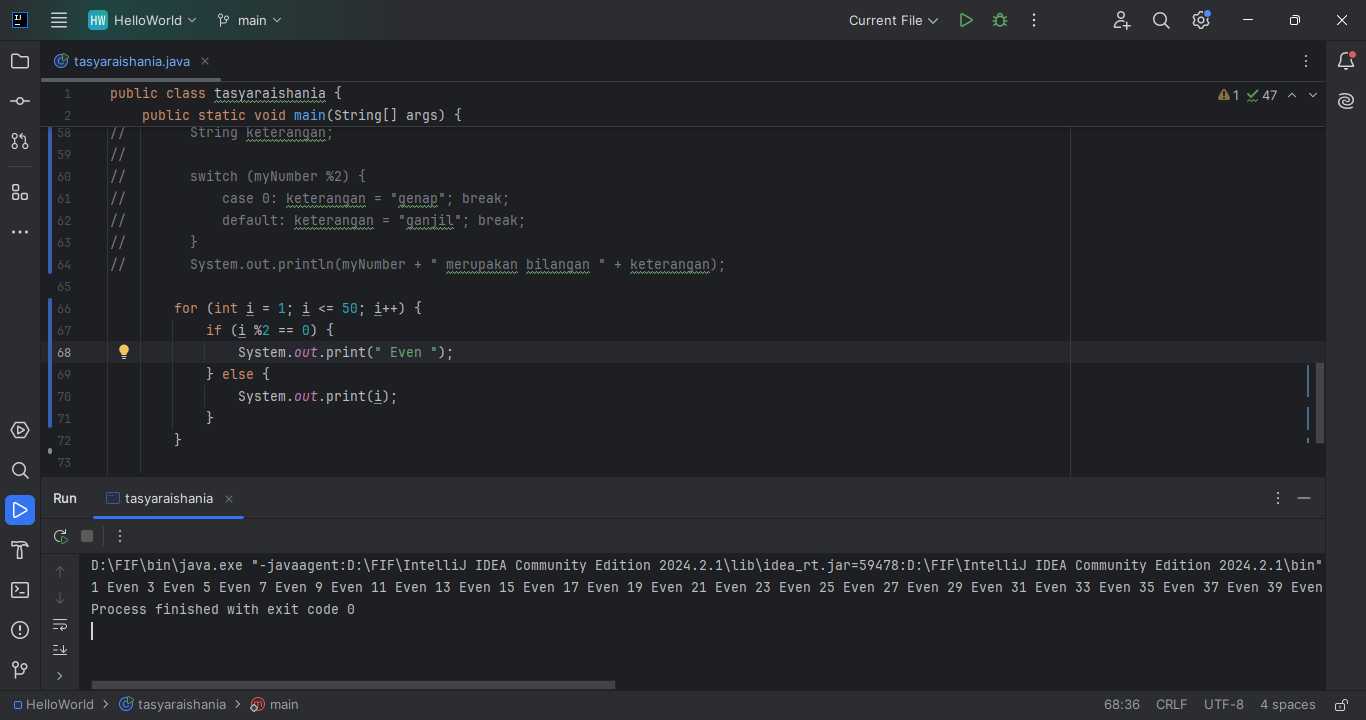 HW HelloWorld main Current File
tasyaraishania.java
1 public class tasyaraishania {
1 47
2 public static void main(String[] args) {
58 // String keterangan;
59 //
60 // switch (myNumber %2) {
61 // case 0: keterangan = "genap"; break;
62 // default: keterangan = "ganjil"; break;
63 // }
64 // System.out.println(myNumber + " merupakan bilangan " + keterangan);
65
66 for (int i = 1; i <= 50; i++) {
67 if (i %2 == 0) {
68 System.out.print(" Even ");
69 } else {
70 System.out.print(i);
71 }
72 }
73
Run tasyaraishania
D:\FIF\bin\java.exe "-javaagent:D:\FIF\IntelliJ IDEA Community Edition 2024.2.1\lib\idea_rt.jar=59478:D:\FIF\IntelliJ IDEA Community Edition 2024.2.1\bin"
1 Even 3 Even 5 Even 7 Even 9 Even 11 Even 13 Even 15 Even 17 Even 19 Even 21 Even 23 Even 25 Even 27 Even 29 Even 31 Even 33 Even 35 Even 37 Even 39 Even
Process finished with exit code 0
HelloWorld > tasyaraishania > main 68:36 CRLF UTF-8 4 spaces